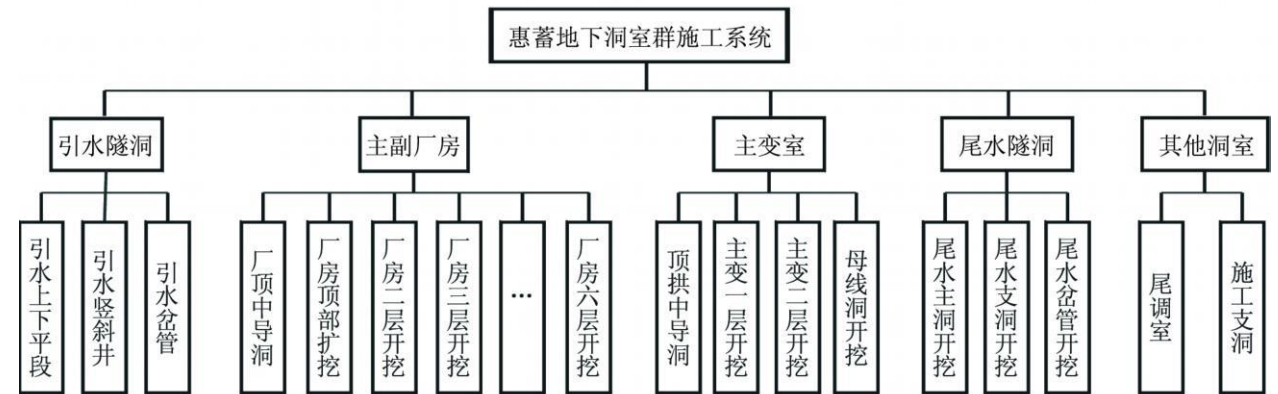 惠蓄地下洞室群施工系统
引水隧洞
主副厂房
主变室
尾水隧洞
其他洞室
引水上下平段
引水竖斜井
引水岔管
厂顶中导洞
厂房顶部扩挖
厂房二层开挖
厂房三层开挖
…
厂房六层开挖
顶拱中导洞
主变一层开挖
主变二层开挖
母线洞开挖
尾水主洞开挖
尾水支洞开挖
尾水岔管开挖
尾调室
施工支洞